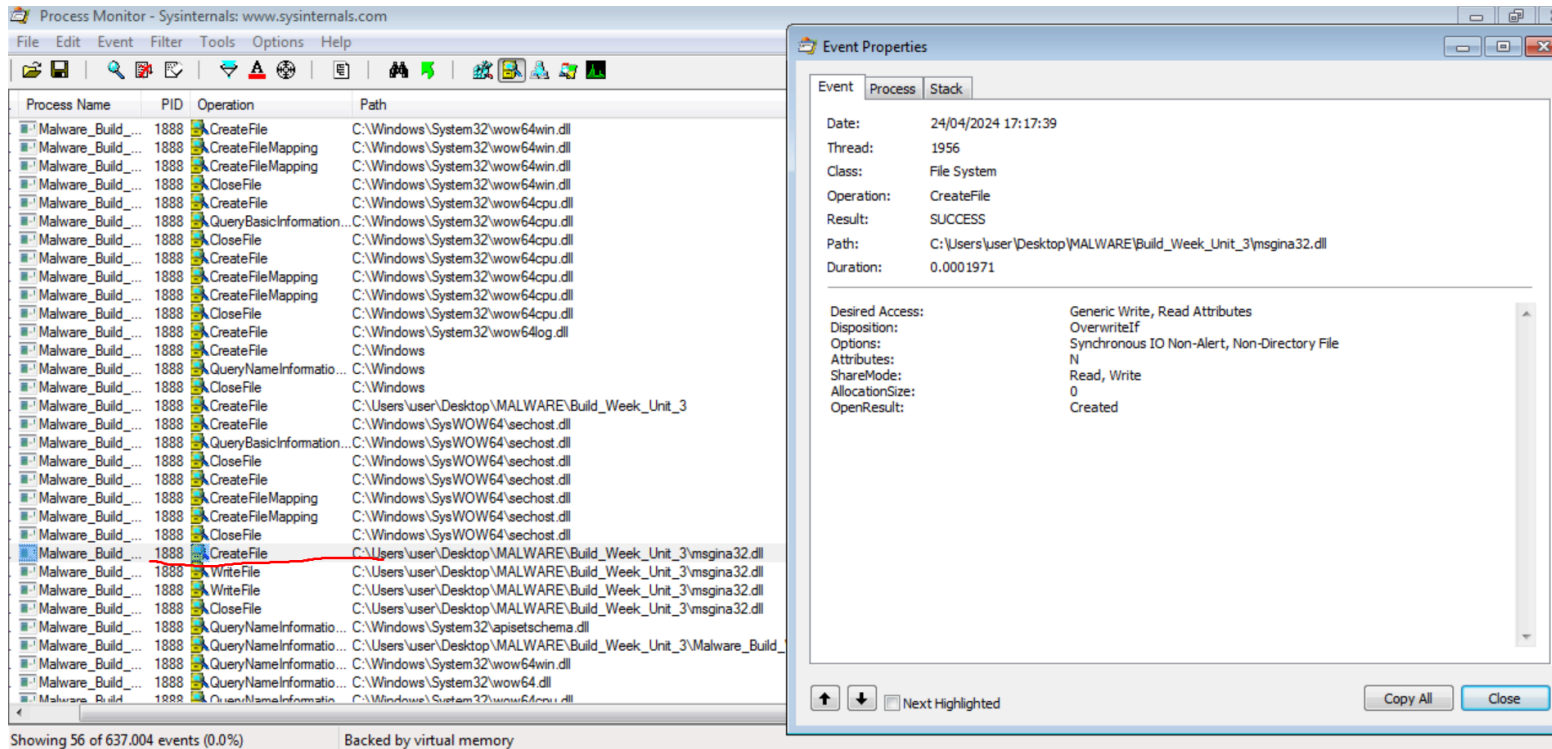 Process Monitor - Sysinternals: www.sysinternals.com
File Edit Event Filter Tools Options Help
Process Name PID Operation Path
Malware_Build_... 1888 CreateFile C:\Windows\System32\wow64win.dll
Malware_Build_... 1888 CreateFileMapping C:\Windows\System32\wow64win.dll
Malware_Build_... 1888 CreateFileMapping C:\Windows\System32\wow64win.dll
Malware_Build_... 1888 CloseFile C:\Windows\System32\wow64win.dll
Malware_Build_... 1888 CreateFile C:\Windows\System32\wow64cpu.dll
Malware_Build_... 1888 QueryBasicInformation... C:\Windows\System32\wow64cpu.dll
Malware_Build_... 1888 CloseFile C:\Windows\System32\wow64cpu.dll
Malware_Build_... 1888 CreateFile C:\Windows\System32\wow64cpu.dll
Malware_Build_... 1888 CreateFileMapping C:\Windows\System32\wow64cpu.dll
Malware_Build_... 1888 CreateFileMapping C:\Windows\System32\wow64cpu.dll
Malware_Build_... 1888 CloseFile C:\Windows\System32\wow64cpu.dll
Malware_Build_... 1888 CreateFile C:\Windows\System32\wow64log.dll
Malware_Build_... 1888 CreateFile C:\Windows
Malware_Build_... 1888 QueryNameInformatio... C:\Windows
Malware_Build_... 1888 CloseFile C:\Windows
Malware_Build_... 1888 CreateFile C:\Users\user\Desktop\MALWARE\Build_Week_Unit_3
Malware_Build_... 1888 CreateFile C:\Windows\SysWOW64\sechost.dll
Malware_Build_... 1888 QueryBasicInformation... C:\Windows\SysWOW64\sechost.dll
Malware_Build_... 1888 CloseFile C:\Windows\SysWOW64\sechost.dll
Malware_Build_... 1888 CreateFile C:\Windows\SysWOW64\sechost.dll
Malware_Build_... 1888 CreateFileMapping C:\Windows\SysWOW64\sechost.dll
Malware_Build_... 1888 CreateFileMapping C:\Windows\SysWOW64\sechost.dll
Malware_Build_... 1888 CloseFile C:\Windows\SysWOW64\sechost.dll
Malware_Build_... 1888 CreateFile C:\Users\user\Desktop\MALWARE\Build_Week_Unit_3\msgina32.dll
Malware_Build_... 1888 WriteFile C:\Users\user\Desktop\MALWARE\Build_Week_Unit_3\msgina32.dll
Malware_Build_... 1888 WriteFile C:\Users\user\Desktop\MALWARE\Build_Week_Unit_3\msgina32.dll
Malware_Build_... 1888 CloseFile C:\Users\user\Desktop\MALWARE\Build_Week_Unit_3\msgina32.dll
Malware_Build_... 1888 QueryNameInformatio... C:\Windows\System32\apisetschema.dll
Malware_Build_... 1888 QueryNameInformatio... C:\Users\user\Desktop\MALWARE\Build_Week_Unit_3\Malware_Build_
Malware_Build_... 1888 QueryNameInformatio... C:\Windows\System32\wow64win.dll
Malware_Build_... 1888 QueryNameInformatio... C:\Windows\System32\wow64.dll
Malware_Build_... 1888 QueryNameInformatio... C:\Windows\System32\wow64cpu.dll
Showing 56 of 637.004 events (0.0%) Backed by virtual memory
Event Properties
Event Process Stack
Date: 24/04/2024 17:17:39
Thread: 1956
Class: File System
Operation: CreateFile
Result: SUCCESS
Path: C:\Users\user\Desktop\MALWARE\Build_Week_Unit_3\msgina32.dll
Duration: 0.0001971
Desired Access: Generic Write, Read Attributes
Disposition: OverwriteIf
Options: Synchronous IO Non-Alert, Non-Directory File
Attributes: N
ShareMode: Read, Write
AllocationSize: 0
OpenResult: Created
Next Highlighted
Copy All
Close